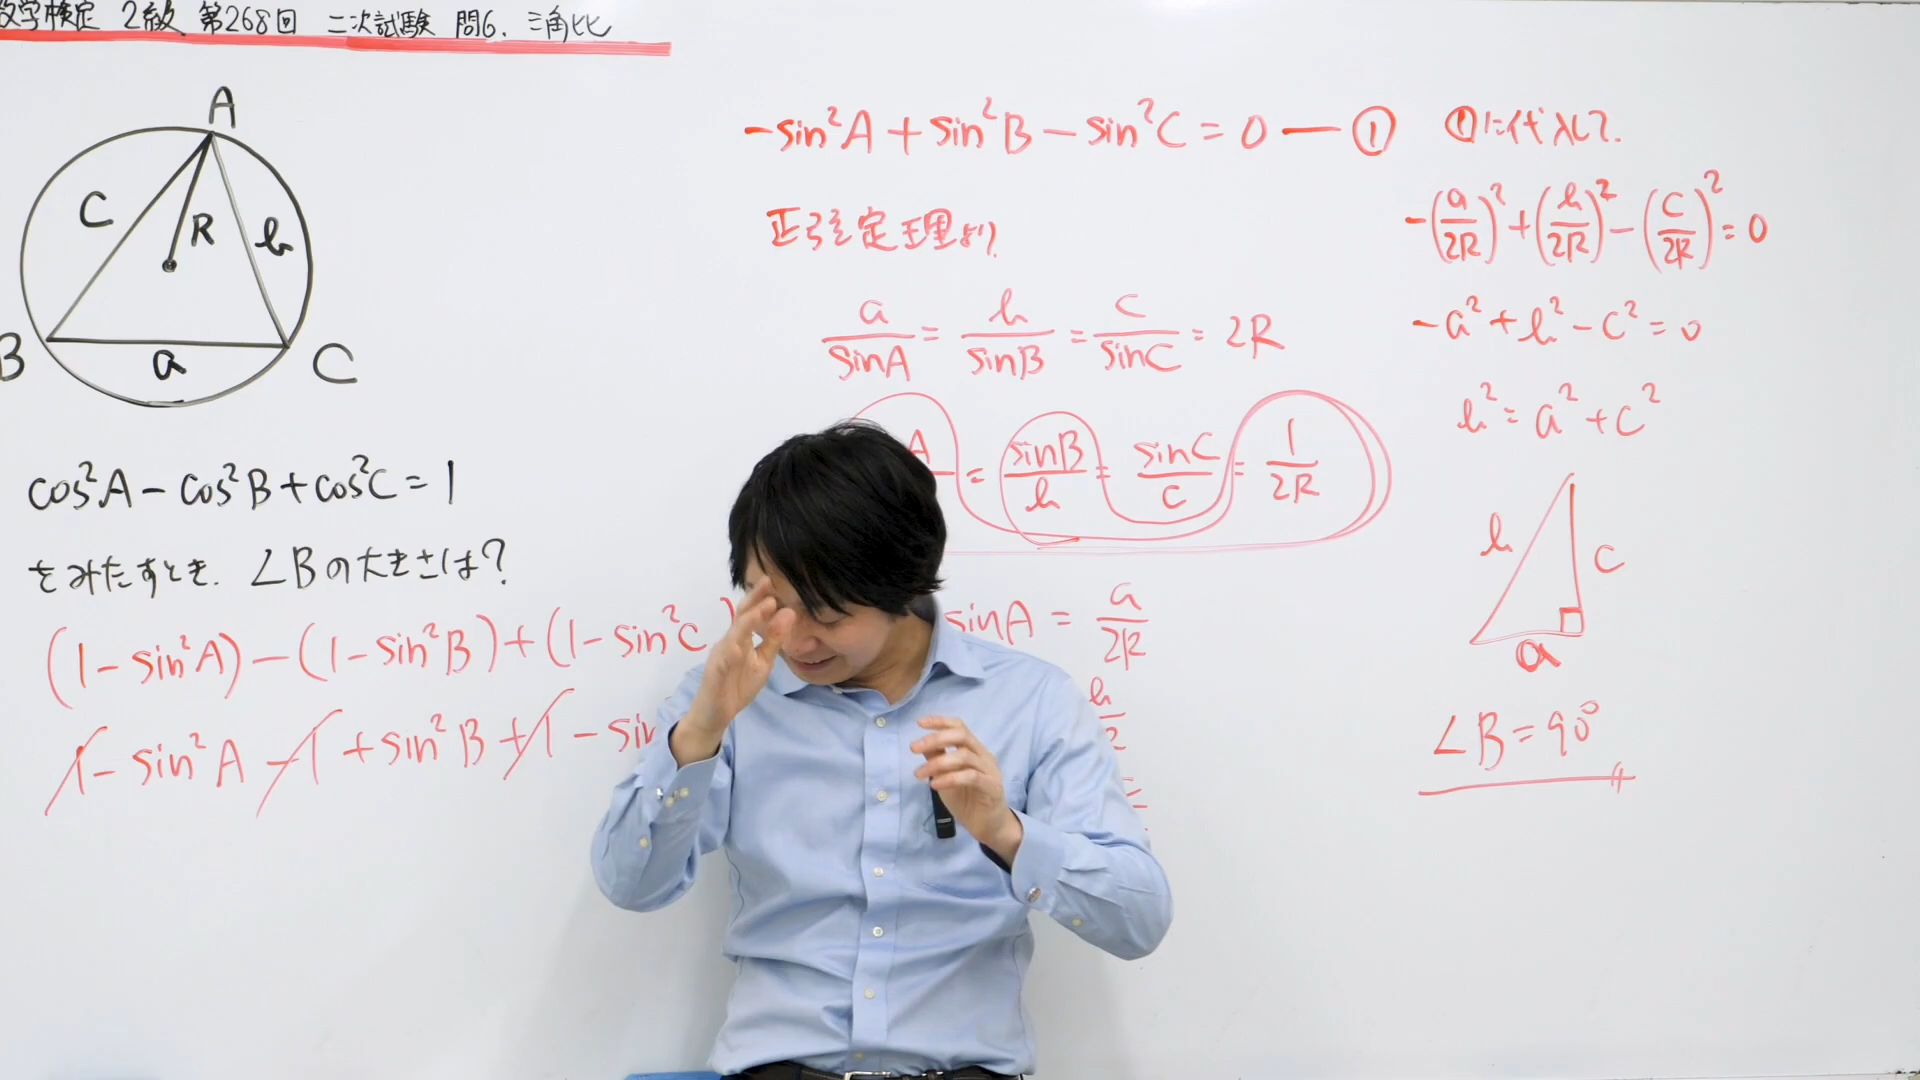 数学検定 2級 第268回 二次試験 問6. 三角比
A
C
R
b
B
a
C
cos²A - cos²B + cos²C = 1
をみたすとき. ∠Bの大きさは?
(1 - sin²A) - (1 - sin²B) + (1 - sin²C
1 - sin²A - 1 + sin²B + 1 - sin
-sin²A + sin²B - sin²C = 0 — ①
正弦定理より
a/sinA = b/sinB = c/sinC = 2R
A = sinB/b = sinC/c = 1/2R
sinA = a/2R
b
①に代入して.
-(a/2R)² + (b/2R)² - (c/2R)² = 0
-a² + b² - c² = 0
b² = a² + c²
b
c
a
∠B = 90°